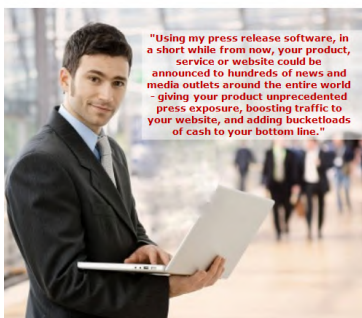 "Using my press release software, in
a short while from now, your product,
service or website could be
announced to hundreds of news and
media outlets around the entire world
- giving your product unprecedented
press exposure, boosting traffic to
your website, and adding bucketloads
of cash to your bottom line."